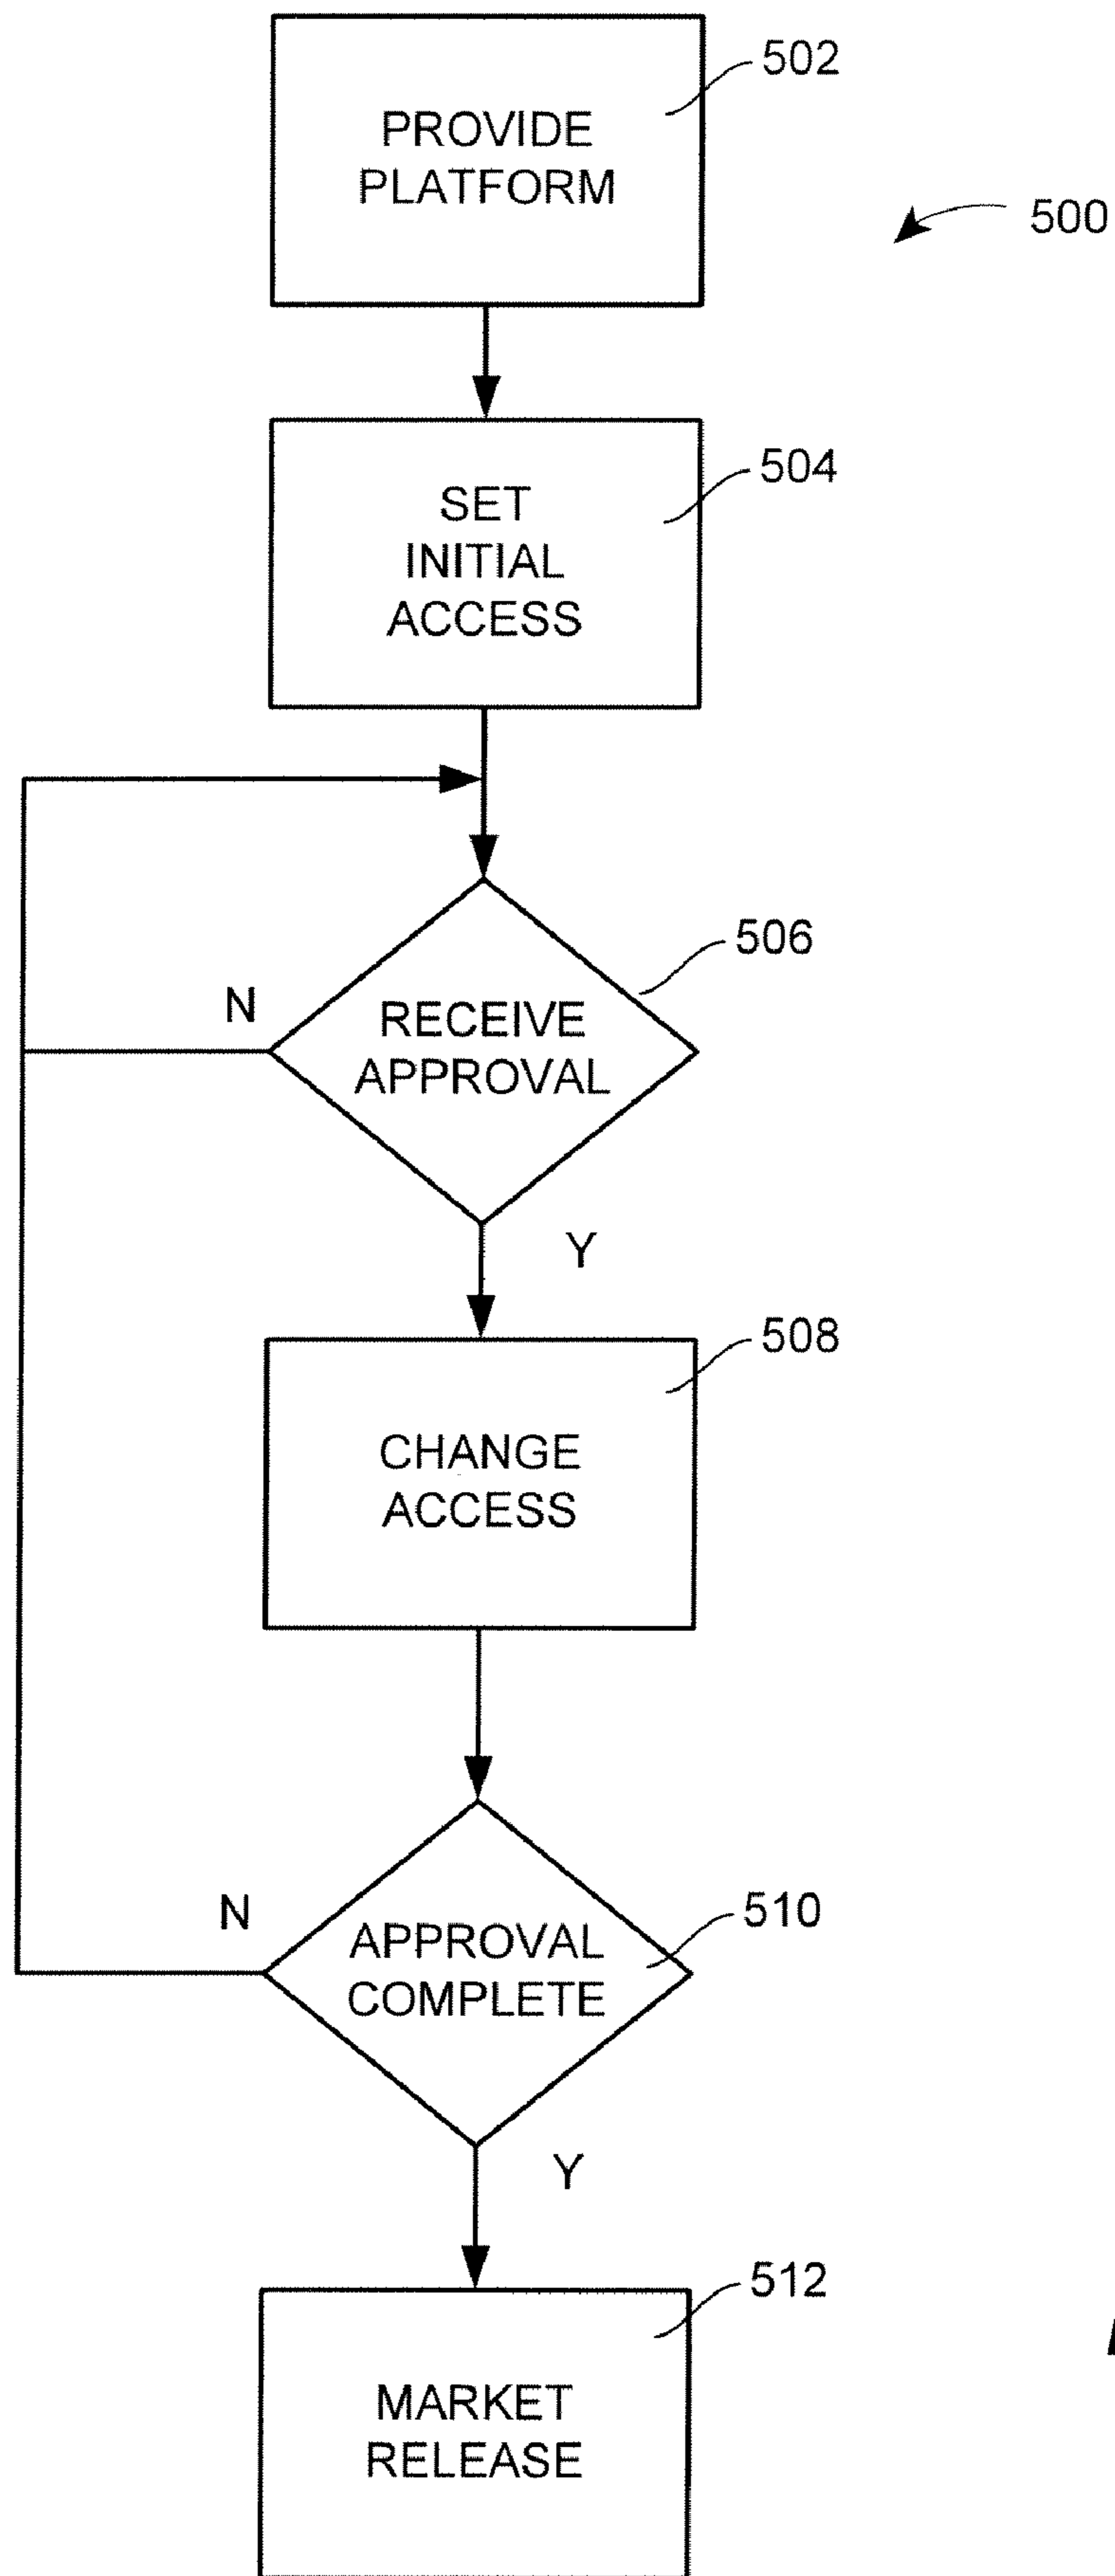 502
PROVIDE
PLATFORM
500
504
SET
INITIAL
ACCESS
506
N
RECEIVE
APPROVAL
Y
508
CHANGE
ACCESS
510
N
APPROVAL
COMPLETE
Y
512
MARKET
RELEASE